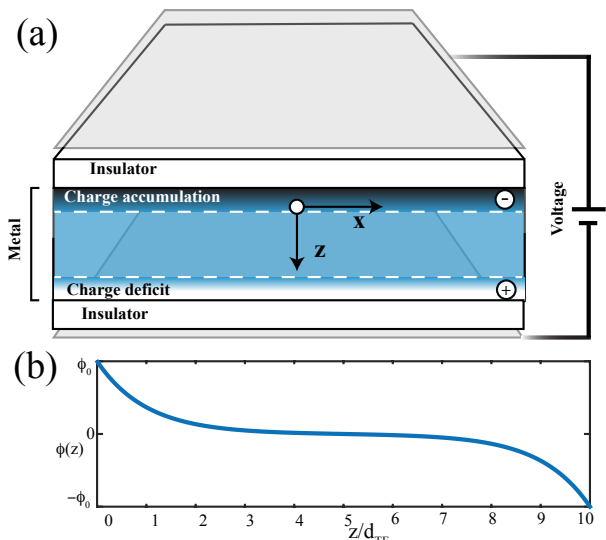 (a)
Insulator
Charge accumulation
-
x
z
Metal
Voltage
Charge deficit
+
Insulator
(b)
ϕ₀
0
ϕ(z)
−ϕ₀
0 1 2 3 4 5 6 7 8 9 10